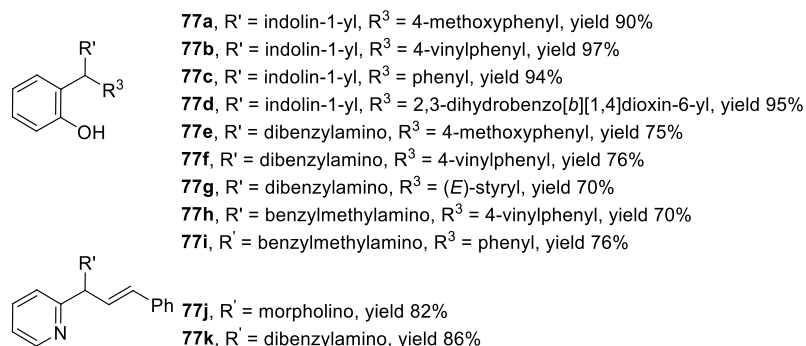 77a, R' = indolin-1-yl, R³ = 4-methoxyphenyl, yield 90%
77b, R' = indolin-1-yl, R³ = 4-vinylphenyl, yield 97%
77c, R' = indolin-1-yl, R³ = phenyl, yield 94%
77d, R' = indolin-1-yl, R³ = 2,3-dihydrobenzo[b][1,4]dioxin-6-yl, yield 95%
77e, R' = dibenzylamino, R³ = 4-methoxyphenyl, yield 75%
77f, R' = dibenzylamino, R³ = 4-vinylphenyl, yield 76%
77g, R' = dibenzylamino, R³ = (E)-styryl, yield 70%
77h, R' = benzylmethylamino, R³ = 4-vinylphenyl, yield 70%
77i, R' = benzylmethylamino, R³ = phenyl, yield 76%
R'
R³
OH
R'
Ph
N
77j, R' = morpholino, yield 82%
77k, R' = dibenzylamino, yield 86%